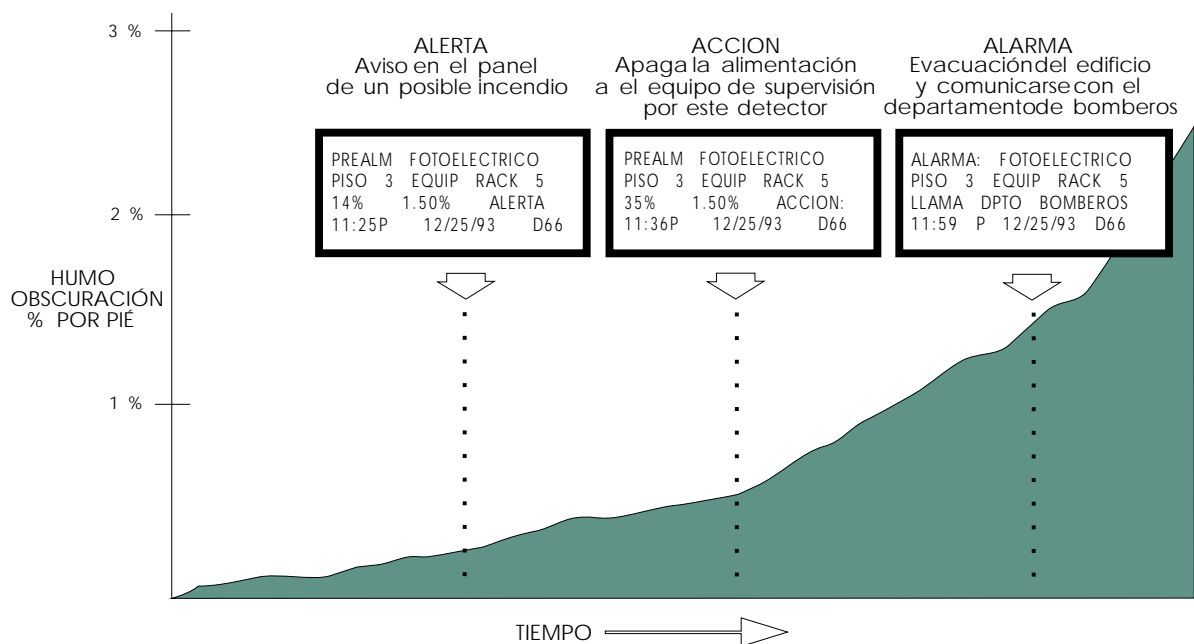 3 %
2 %
1 %
HUMO
OBSCURACIÓN
% POR PIÉ
ALERTA
Aviso en el panel
de un posible incendio
PREALM FOTOELECTRICO
PISO 3 EQUIP RACK 5
14% 1.50% ALERTA
11:25P 12/25/93 D66
ACCION
Apaga la alimentación
a el equipo de supervisión
por este detector
PREALM FOTOELECTRICO
PISO 3 EQUIP RACK 5
35% 1.50% ACCION:
11:36P 12/25/93 D66
ALARMA
Evacuación del edificio
y comunicarse con el
departamento de bomberos
ALARMA: FOTOELECTRICO
PISO 3 EQUIP RACK 5
LLAMA DPTO BOMBEROS
11:59 P 12/25/93 D66
TIEMPO